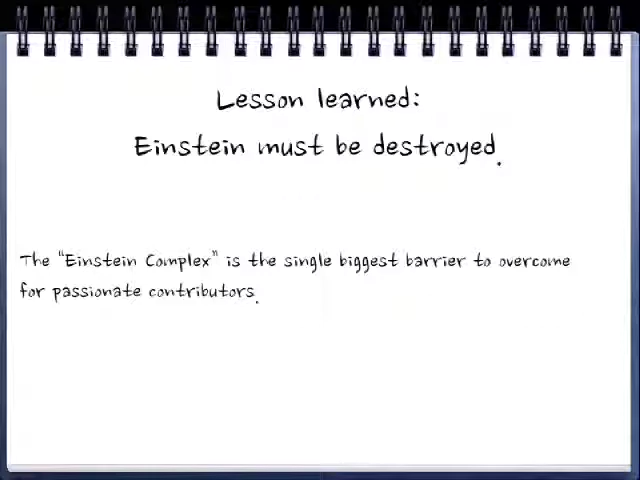 Lesson learned:
Einstein must be destroyed.
The "Einstein Complex" is the single biggest barrier to overcome
for passionate contributors.